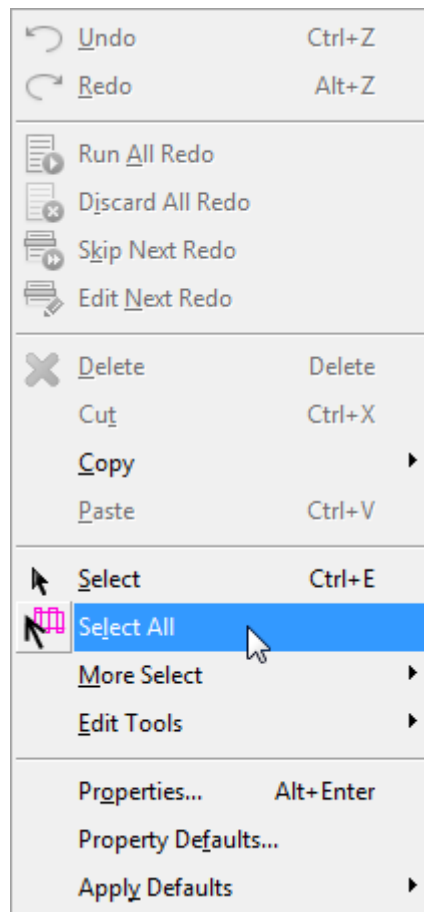 Undo Ctrl+Z
Redo Alt+Z
Run All Redo
Discard All Redo
Skip Next Redo
Edit Next Redo
Delete Delete
Cut Ctrl+X
Copy
Paste Ctrl+V
Select Ctrl+E
Select All
More Select
Edit Tools
Properties... Alt+Enter
Property Defaults...
Apply Defaults